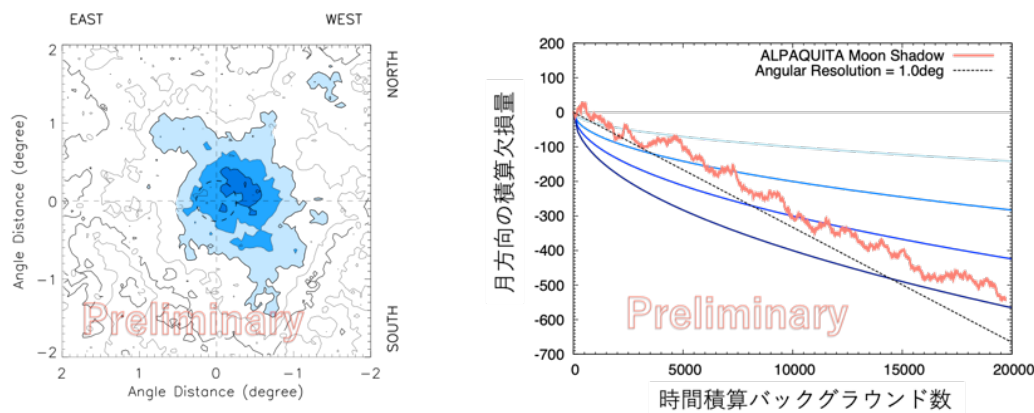 EAST
WEST
2
1
0
-1
-2
2
1
0
-1
-2
Angle Distance (degree)
Angle Distance (degree)
NORTH
SOUTH
Preliminary
200
100
0
-100
-200
-300
-400
-500
-600
-700
0
5000
10000
15000
20000
ALPAQUITA Moon Shadow
Angular Resolution = 1.0deg
月方向の積算欠損量
時間積算バックグラウンド数
Preliminary